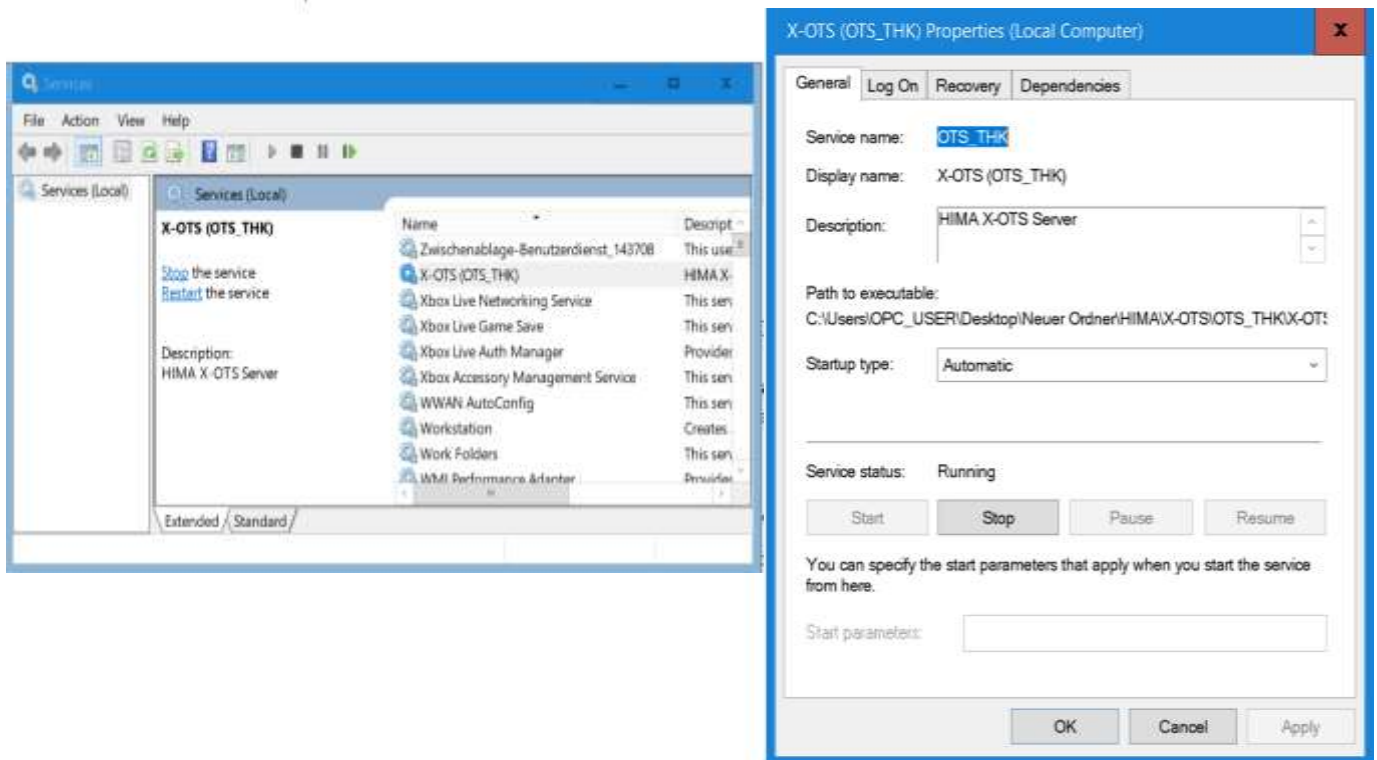 Services
File Action View Help
Services (Local)
Services (Local)
X-OTS (OTS_THK)
Stop the service
Restart the service
Description:
HIMA X-OTS Server
Name Descript
Zwischenablage-Benutzerdienst_143708 This use
X-OTS (OTS_THK) HIMA X-
Xbox Live Networking Service This serv
Xbox Live Game Save This serv
Xbox Live Auth Manager Provider
Xbox Accessory Management Service This serv
WWAN AutoConfig This serv
Workstation Creates
Work Folders This serv
WMI Performance Adapter Provider
Extended Standard
X-OTS (OTS_THK) Properties (Local Computer)
General Log On Recovery Dependencies
Service name: OTS_THK
Display name: X-OTS (OTS_THK)
Description: HIMA X-OTS Server
Path to executable:
C:\Users\OPC_USER\Desktop\Neuer Ordner\HIMA\X-OTS\OTS_THK\X-OTS
Startup type: Automatic
Service status: Running
Start Stop Pause Resume
You can specify the start parameters that apply when you start the service
from here.
Start parameters:
OK Cancel Apply